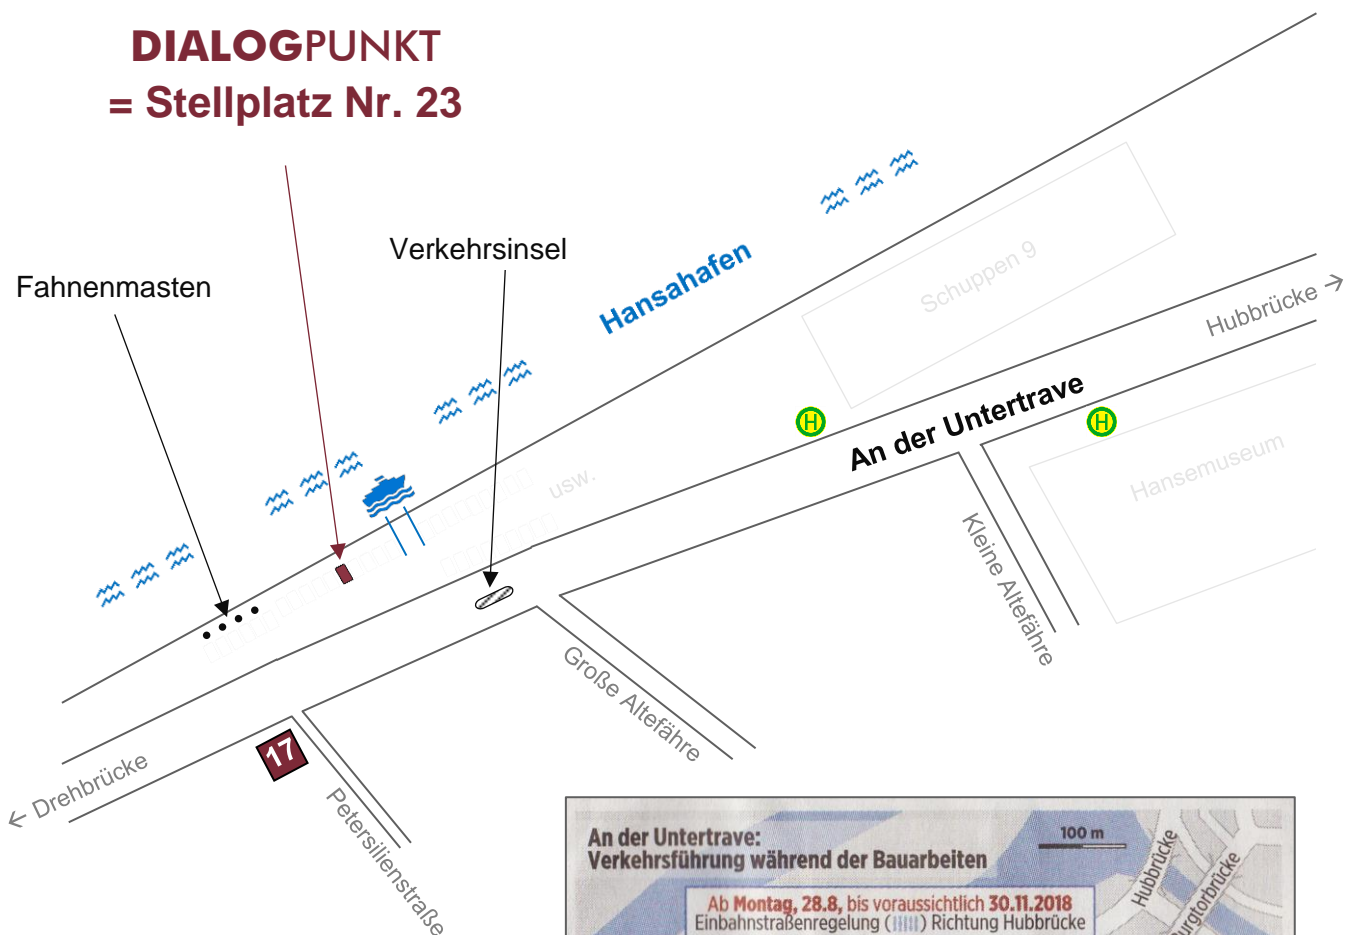 DIALOGPUNKT
= Stellplatz Nr. 23
Verkehrsinsel
Fahnenmasten
Hansahafen
Schuppen 9
Hubbrücke →
An der Untertrave
H
H
usw.
Hansemuseum
Kleine Altefähre
Große Altefähre
17
← Drehbrücke
Petersilienstraße
An der Untertrave:
Verkehrsführung während der Bauarbeiten
100 m
Hubbrücke
Ab Montag, 28.8, bis voraussichtlich 30.11.2018
Einbahnstraßenregelung ( ) Richtung Hubbrücke